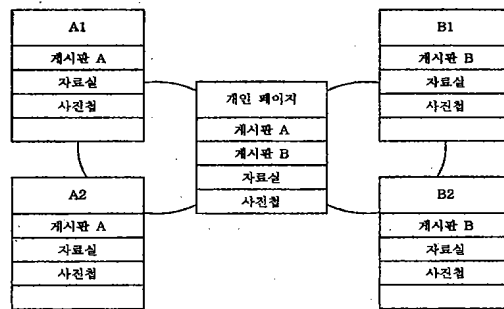 A1
게시판 A
자료실
사진첩
B1
게시판 B
자료실
사진첩
개인 페이지
게시판 A
게시판 B
자료실
사진첩
A2
게시판 A
자료실
사진첩
B2
게시판 B
자료실
사진첩